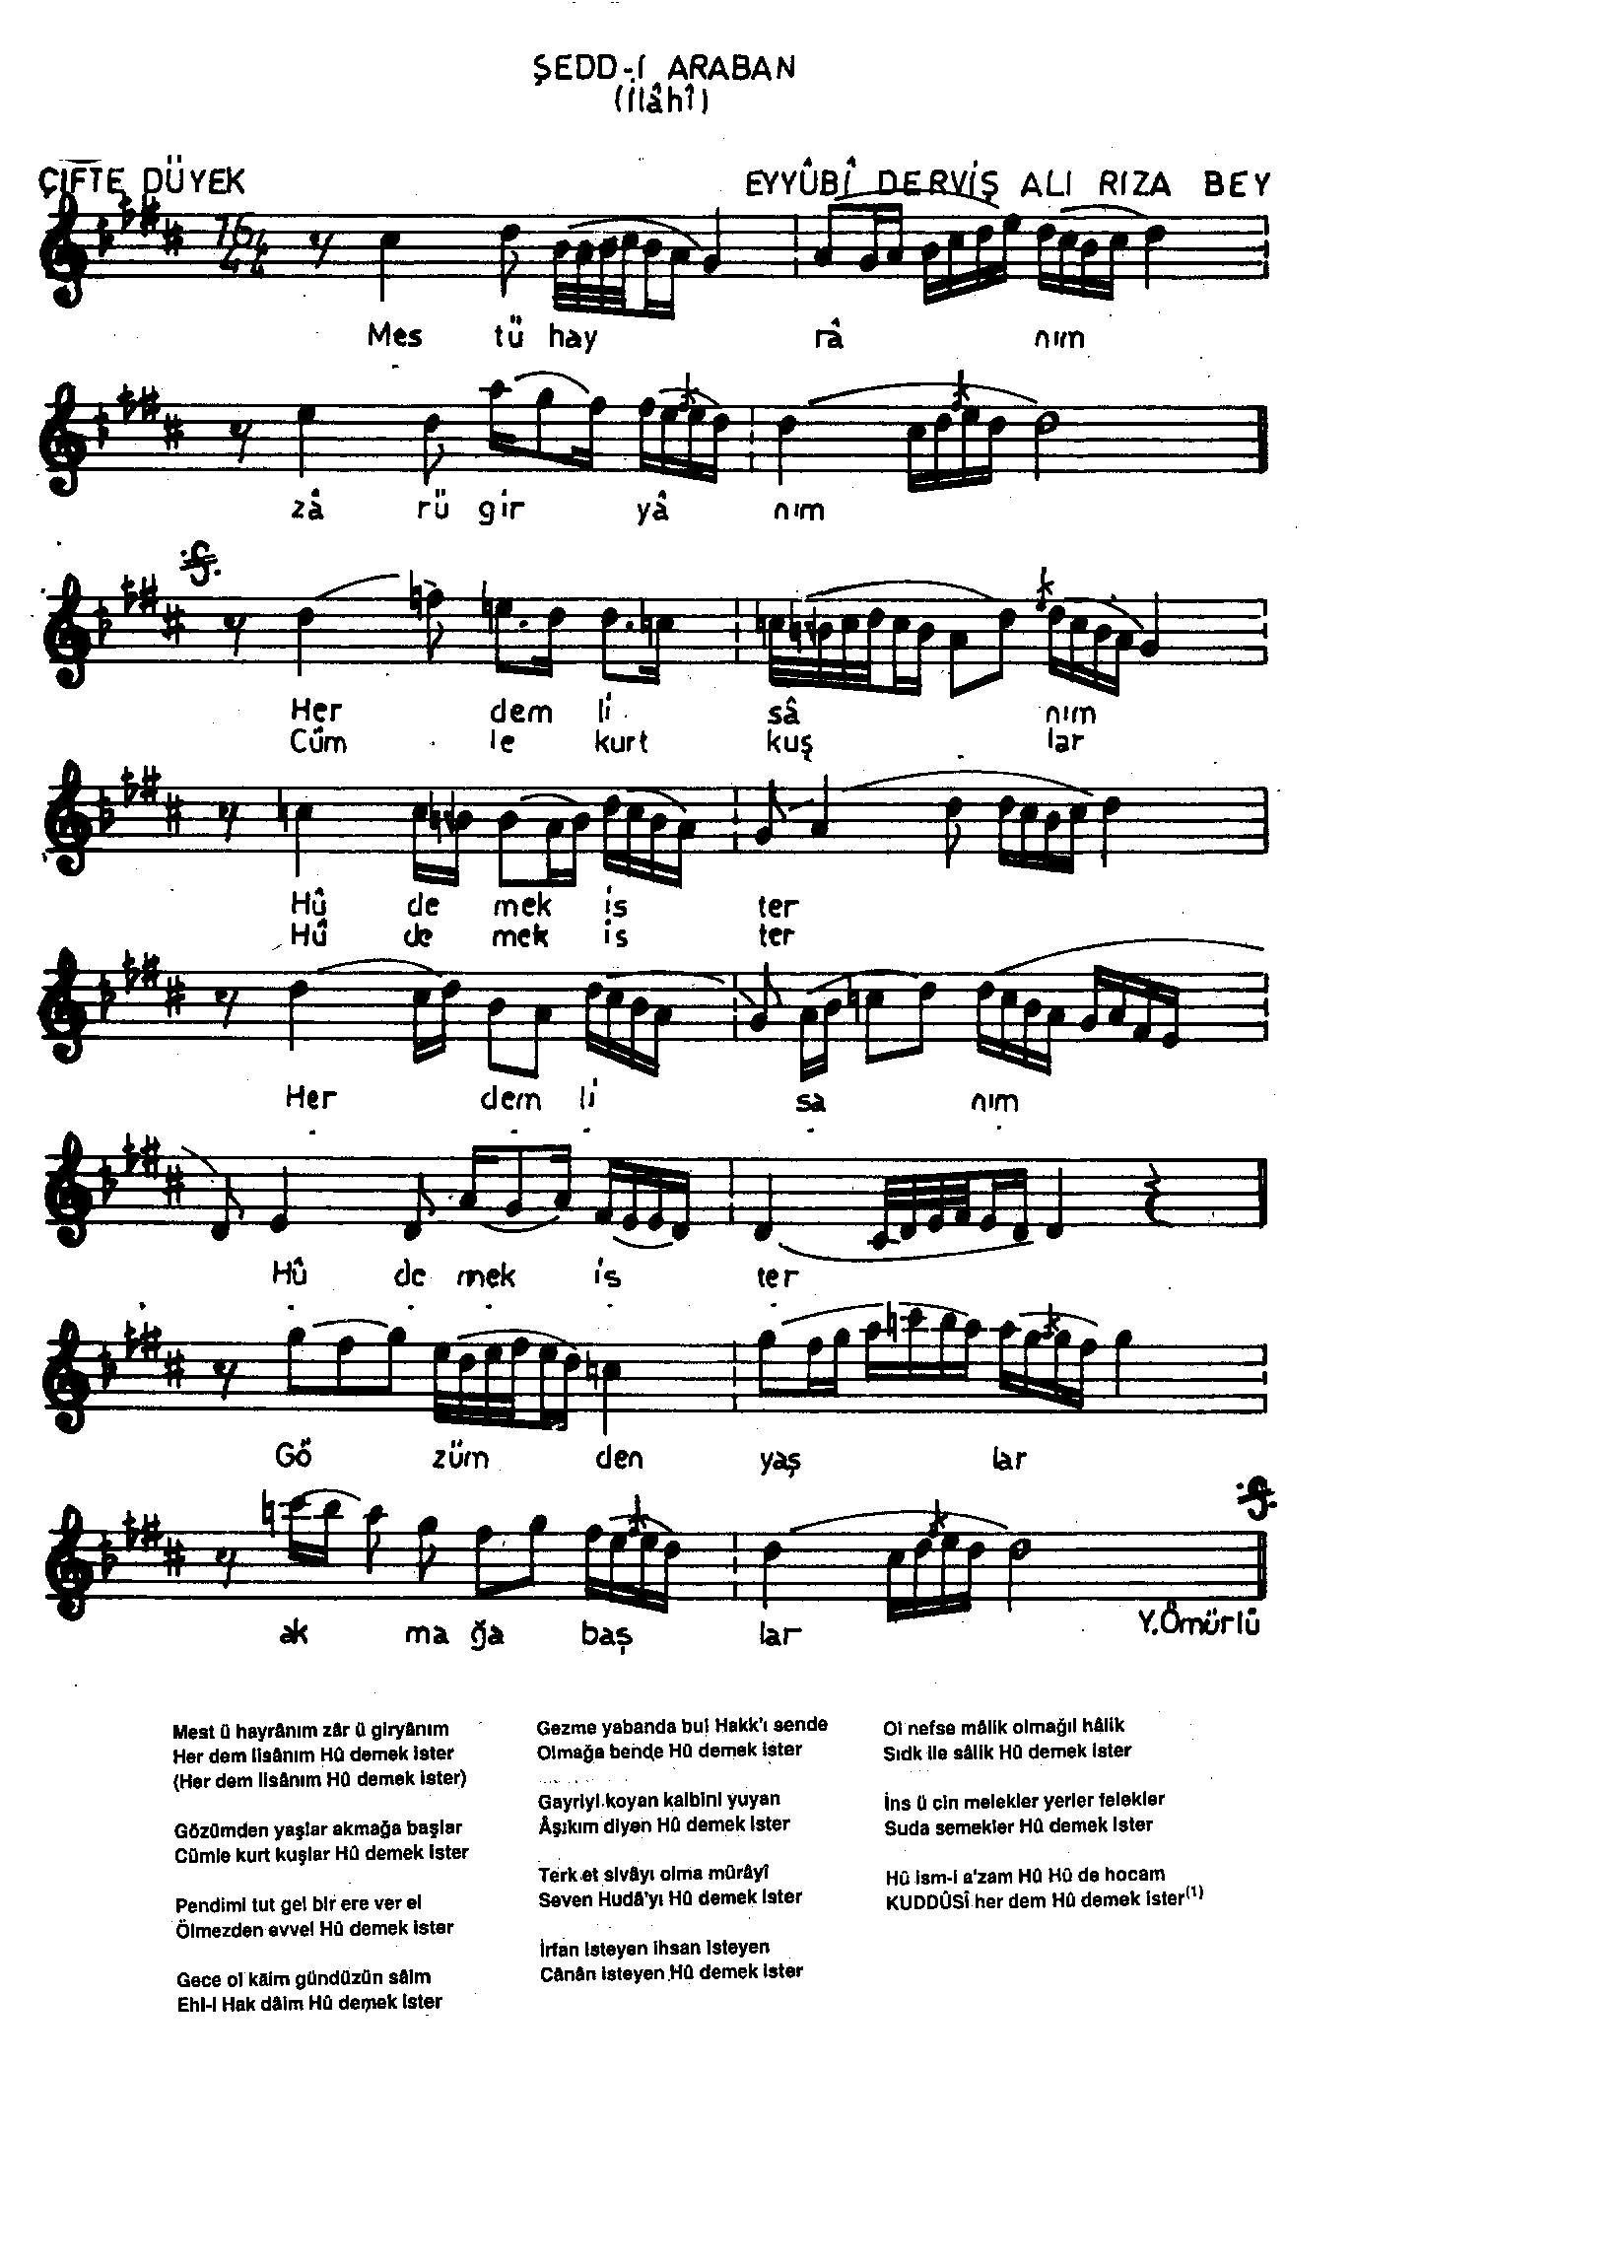 ŞEDD-İ ARABAN
(İlâhî)
ÇİFTE DÜYEK
EYYÛBÎ DERVİŞ ALİ RIZA BEY
16 4
4 4
Mes tü hay râ nım
zâ rü gir yâ nım
Her dem li sâ nım
Cüm le kurt kuş lar
Hû de mek is ter
Hû de mek is ter
Her dem li sa nım
Hû de mek is ter
Gö züm den yaş lar
ak ma ğa baş lar
Y.Ömürlü
Mest ü hayrânım zâr ü giryânım
Her dem lisânım Hû demek ister
(Her dem lisânım Hû demek ister)
Gözümden yaşlar akmağa başlar
Cümle kurt kuşlar Hû demek ister
Pendimi tut gel bir ere ver el
Ölmezden evvel Hû demek ister
Gece ol kâim gündüzün sâim
Ehl-i Hak dâim Hû demek ister
Gezme yabanda bul Hakk'ı sende
Olmağa bende Hû demek ister
Gayriyi koyan kalbini yuyan
Âşıkım diyen Hû demek ister
Terk et sivâyı olma mürâyî
Seven Hudâ'yı Hû demek ister
İrfan isteyen ihsan isteyen
Cânân isteyen Hû demek ister
Ol nefse mâlik olmağıl hâlik
Sıdk ile sâlik Hû demek ister
İns ü cin melekler yerler felekler
Suda semekler Hû demek ister
Hû ism-i a'zam Hû Hû de hocam
KUDDÛSÎ her dem Hû demek ister(1)